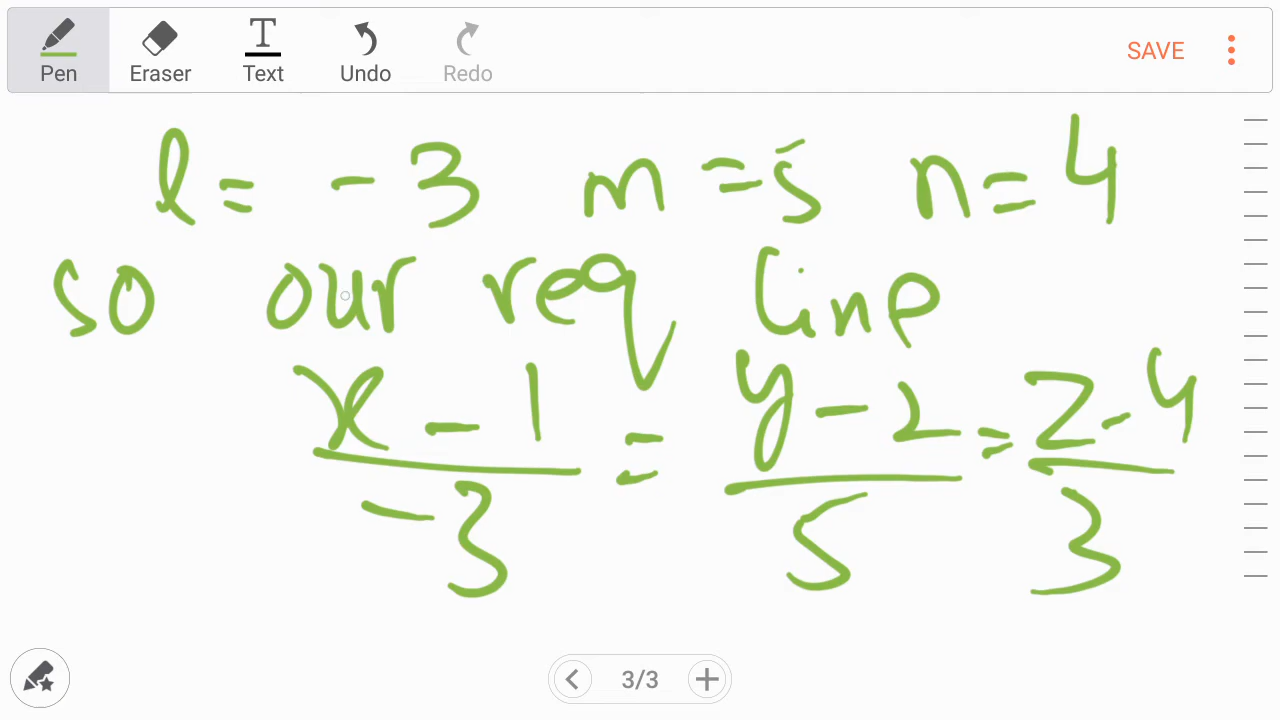 Pen Eraser Text Undo Redo SAVE
l = -3 m = 5 n = 4
so our req line
x - 1 = y - 2 = z - 4
-3 5 3
3/3